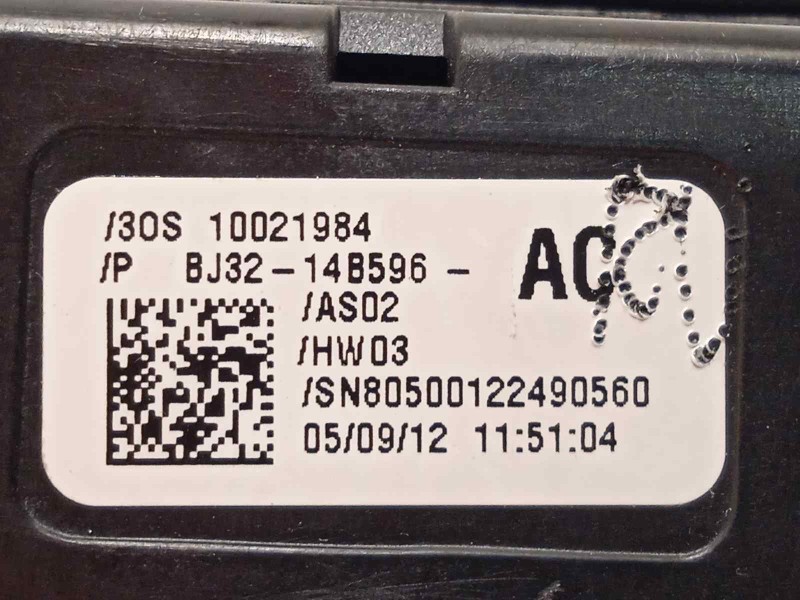 /3OS 10021984
/P BJ32-14B596- AC
/AS02
/HW03
/SN80500122490560
05/09/12 11:51:04